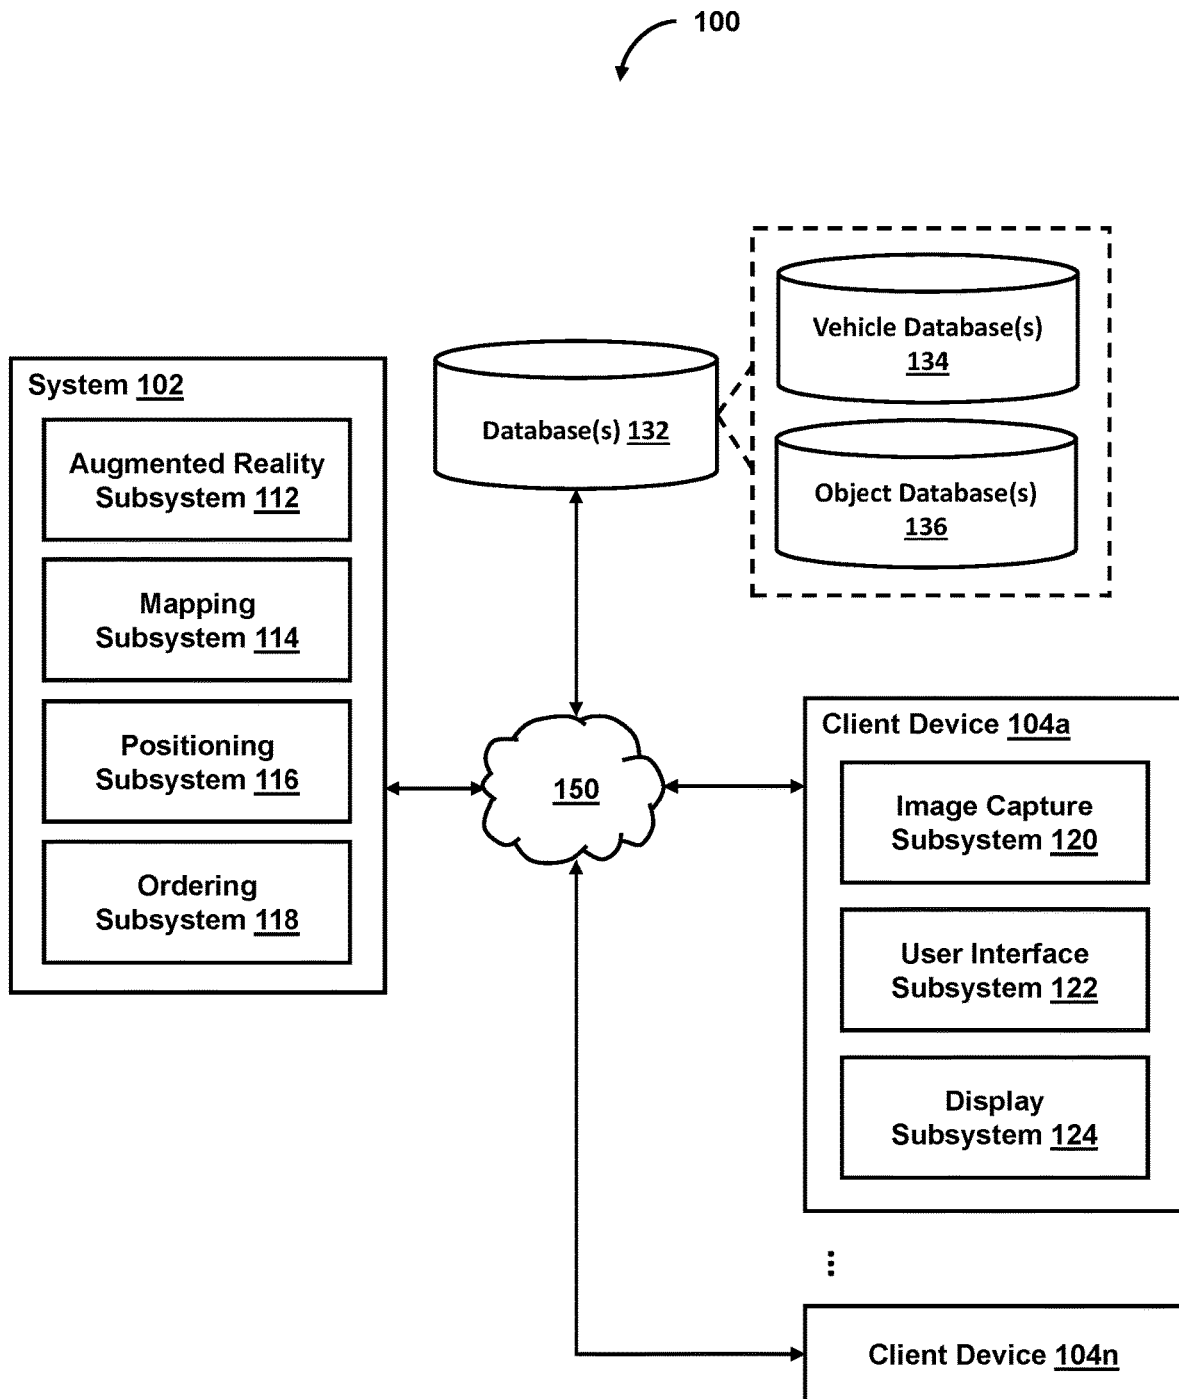 100
Vehicle Database(s)
134
Object Database(s)
136
Database(s) 132
System 102
Augmented Reality
Subsystem 112
Mapping
Subsystem 114
Positioning
Subsystem 116
Ordering
Subsystem 118
150
Client Device 104a
Image Capture
Subsystem 120
User Interface
Subsystem 122
Display
Subsystem 124
...
Client Device 104n